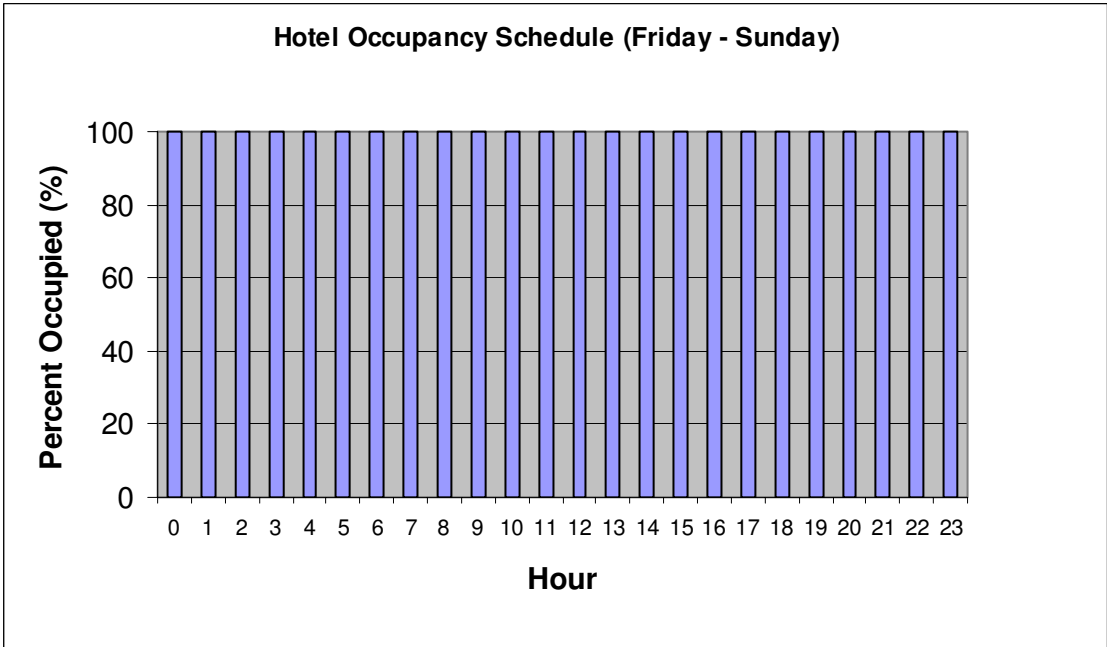 Hotel Occupancy Schedule (Friday - Sunday)
Percent Occupied (%)
100
80
60
40
20
0
0 1 2 3 4 5 6 7 8 9 10 11 12 13 14 15 16 17 18 19 20 21 22 23
Hour